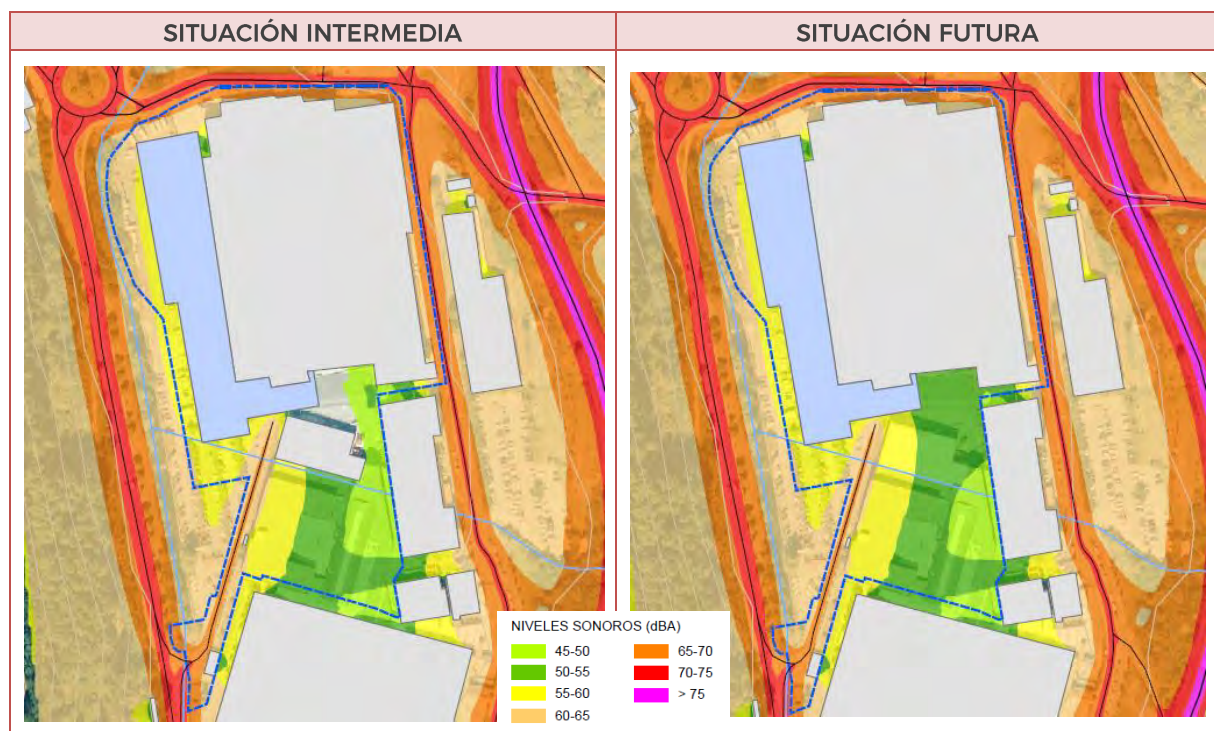 SITUACIÓN INTERMEDIA
SITUACIÓN FUTURA
NIVELES SONOROS (dBA)
45-50
50-55
55-60
60-65
65-70
70-75
> 75